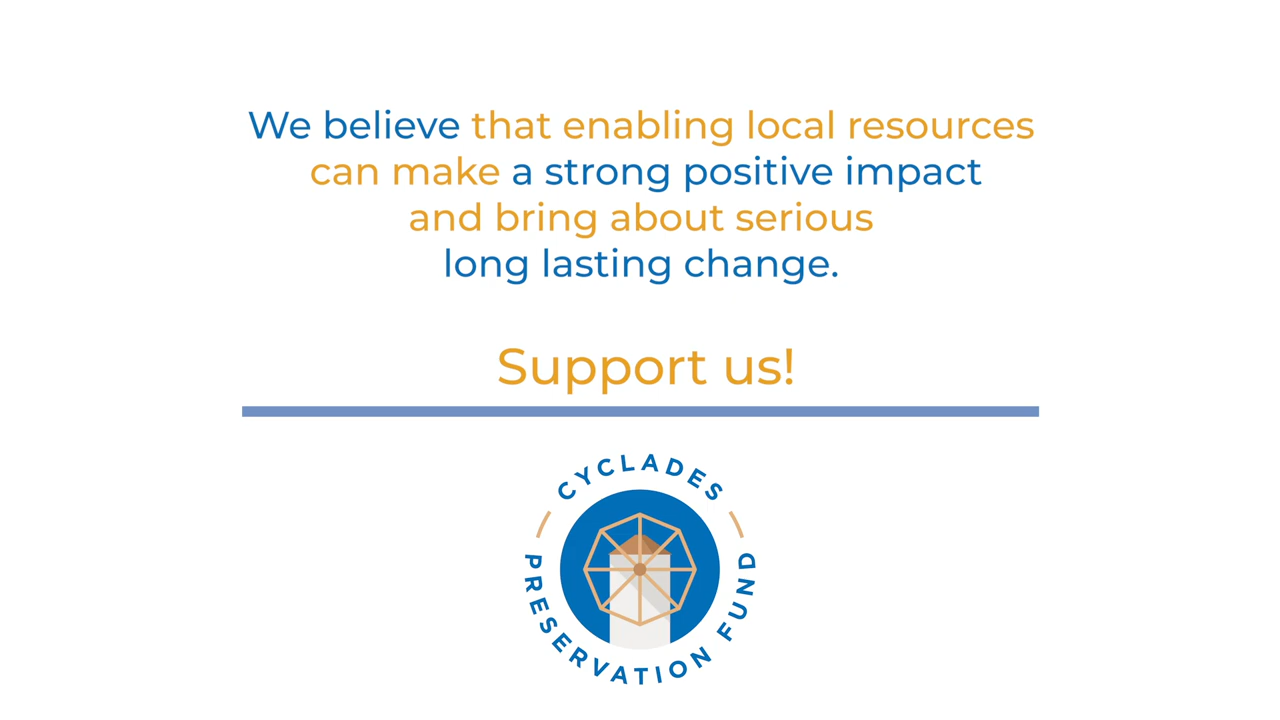 We believe that enabling local resources
can make a strong positive impact
and bring about serious
long lasting change.
Support us!
CYCLADES
PRESERVATION FUND